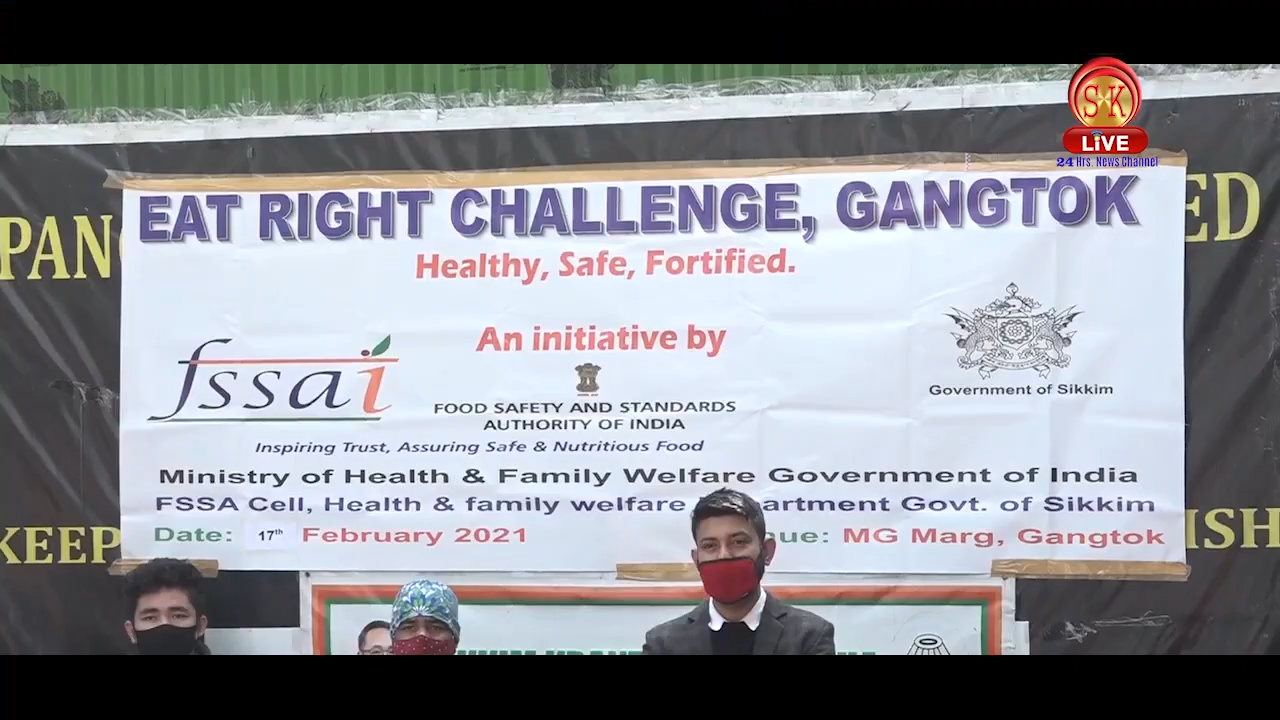 S K
LiVE
24 Hrs. News Channel
PAN
ED
EAT RIGHT CHALLENGE, GANGTOK
Healthy, Safe, Fortified.
An initiative by
fssai
FOOD SAFETY AND STANDARDS
AUTHORITY OF INDIA
Government of Sikkim
Inspiring Trust, Assuring Safe & Nutritious Food
Ministry of Health & Family Welfare Government of India
FSSA Cell, Health & family welfare artment Govt. of Sikkim
Date: 17th February 2021 ue: MG Marg, Gangtok
KEEP
ISH